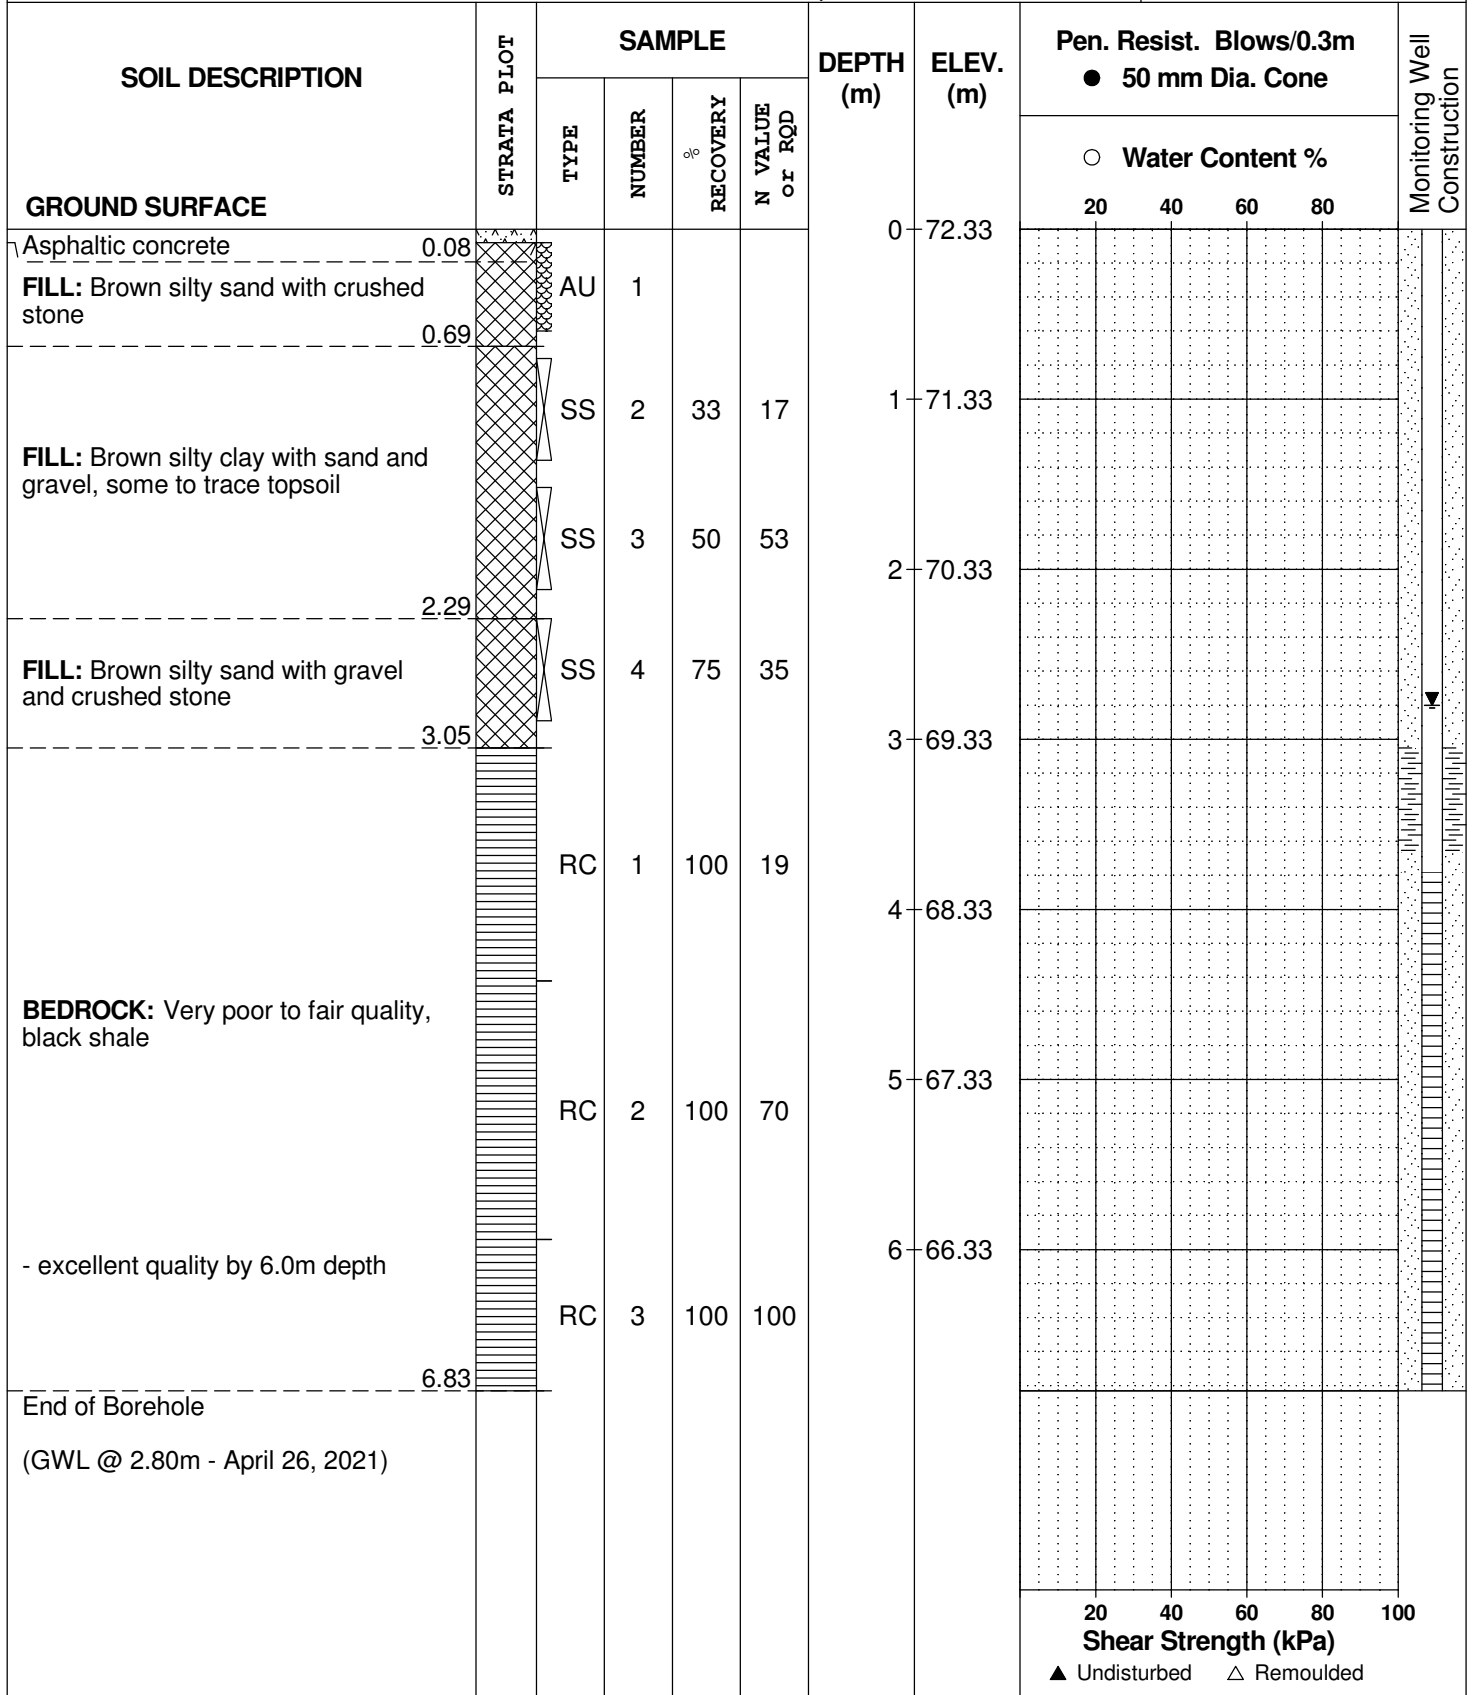 SOIL DESCRIPTION
GROUND SURFACE
STRATA PLOT
SAMPLE
TYPE
NUMBER
% RECOVERY
N VALUE or RQD
DEPTH (m)
ELEV. (m)
Pen. Resist. Blows/0.3m
● 50 mm Dia. Cone
○ Water Content %
20 40 60 80
Monitoring Well
Construction
0 72.33
Asphaltic concrete 0.08
FILL: Brown silty sand with crushed
stone
0.69
AU 1
SS 2 33 17
1 71.33
FILL: Brown silty clay with sand and
gravel, some to trace topsoil
SS 3 50 53
2 70.33
2.29
FILL: Brown silty sand with gravel
and crushed stone
SS 4 75 35
3.05
3 69.33
RC 1 100 19
4 68.33
BEDROCK: Very poor to fair quality,
black shale
5 67.33
RC 2 100 70
6 66.33
- excellent quality by 6.0m depth
RC 3 100 100
6.83
End of Borehole
(GWL @ 2.80m - April 26, 2021)
20 40 60 80 100
Shear Strength (kPa)
▲ Undisturbed △ Remoulded